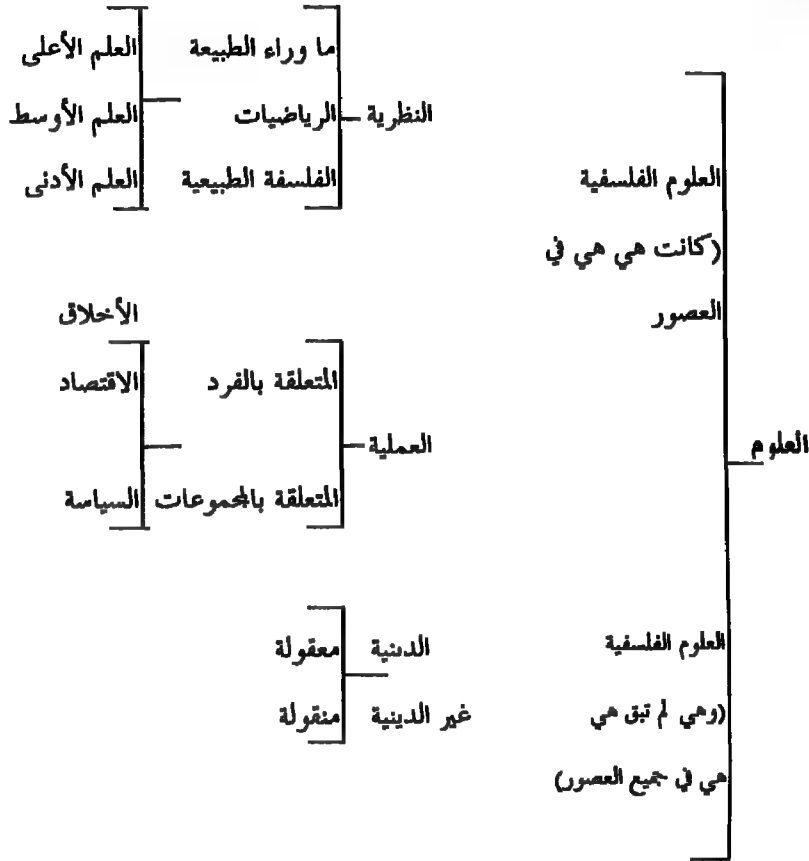 ما وراء الطبيعة العلم الأعلى
النظرية الرياضيات العلم الأوسط
العلوم الفلسفية الفلسفة الطبيعية العلم الأدنى
(كانت هي هي في
العصور الأخلاق
المتعلقة بالفرد الاقتصاد
العلوم العملية
المتعلقة بالمجموعات السياسة
العلوم الفلسفية الدينية معقولة
(وهي لم تبق هي غير الدينية منقولة
هي في جميع العصور)